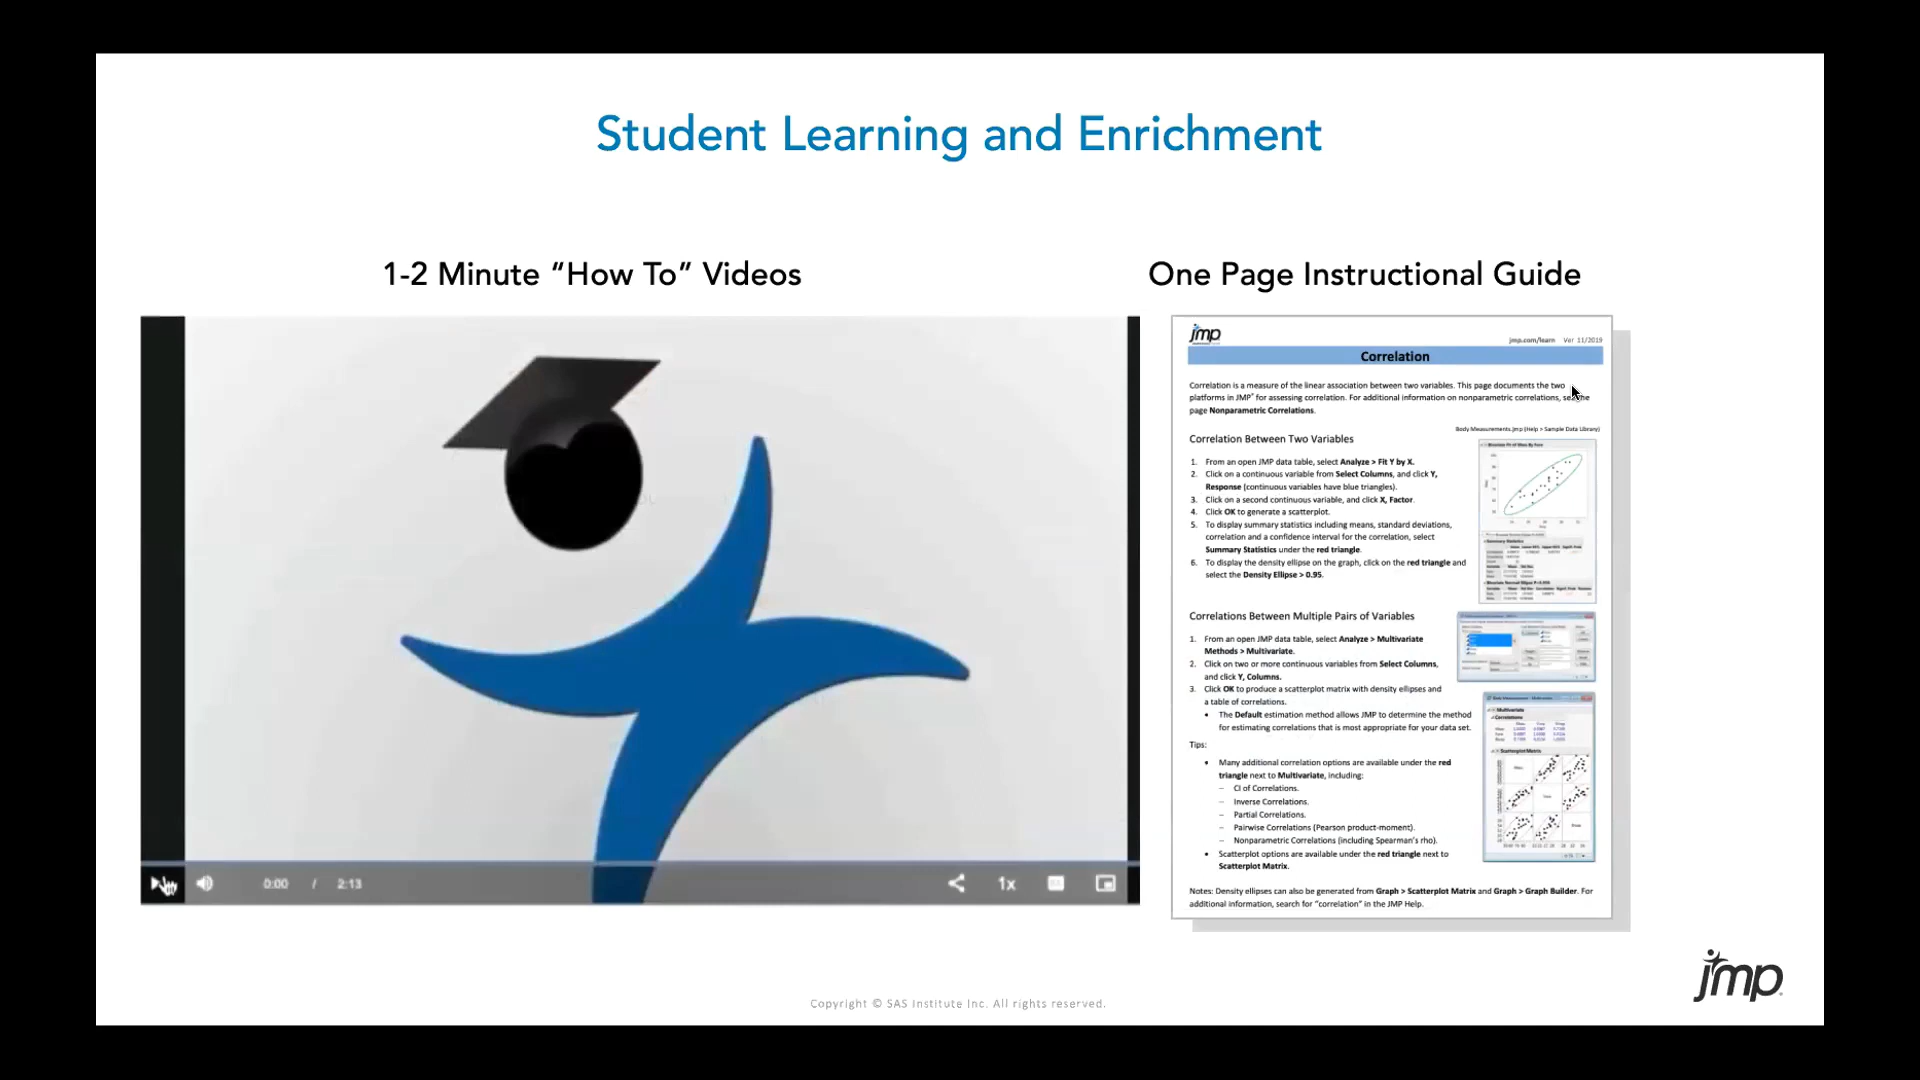 Student Learning and Enrichment
1-2 Minute “How To” Videos
0:00 / 2:13
1x
One Page Instructional Guide
jmp
jmp.com/learn Ver 11/2019
Correlation
Correlation is a measure of the linear association between two variables. This page documents the two
platforms in JMP® for assessing correlation. For additional information on nonparametric correlations, see the
page Nonparametric Correlations.
Body Measurements.jmp (Help > Sample Data Library)
Correlation Between Two Variables
1. From an open JMP data table, select Analyze > Fit Y by X.
2. Click on a continuous variable from Select Columns, and click Y,
Response (continuous variables have blue triangles).
3. Click on a second continuous variable, and click X, Factor.
4. Click OK to generate a scatterplot.
5. To display summary statistics including means, standard deviations,
correlation and a confidence interval for the correlation, select
Summary Statistics under the red triangle.
6. To display the density ellipse on the graph, click on the red triangle and
select the Density Ellipse > 0.95.
Correlations Between Multiple Pairs of Variables
1. From an open JMP data table, select Analyze > Multivariate
Methods > Multivariate.
2. Click on two or more continuous variables from Select Columns,
and click Y, Columns.
3. Click OK to produce a scatterplot matrix with density ellipses and
a table of correlations.
• The Default estimation method allows JMP to determine the method
for estimating correlations that is most appropriate for your data set.
Tips:
• Many additional correlation options are available under the red
triangle next to Multivariate, including:
– CI of Correlations.
– Inverse Correlations.
– Partial Correlations.
– Pairwise Correlations (Pearson product-moment).
– Nonparametric Correlations (including Spearman’s rho).
• Scatterplot options are available under the red triangle next to
Scatterplot Matrix.
Multivariate
Correlations
Scatterplot Matrix
Notes: Density ellipses can also be generated from Graph > Scatterplot Matrix and Graph > Graph Builder. For
additional information, search for “correlation” in the JMP Help.
jmp
Copyright © SAS Institute Inc. All rights reserved.